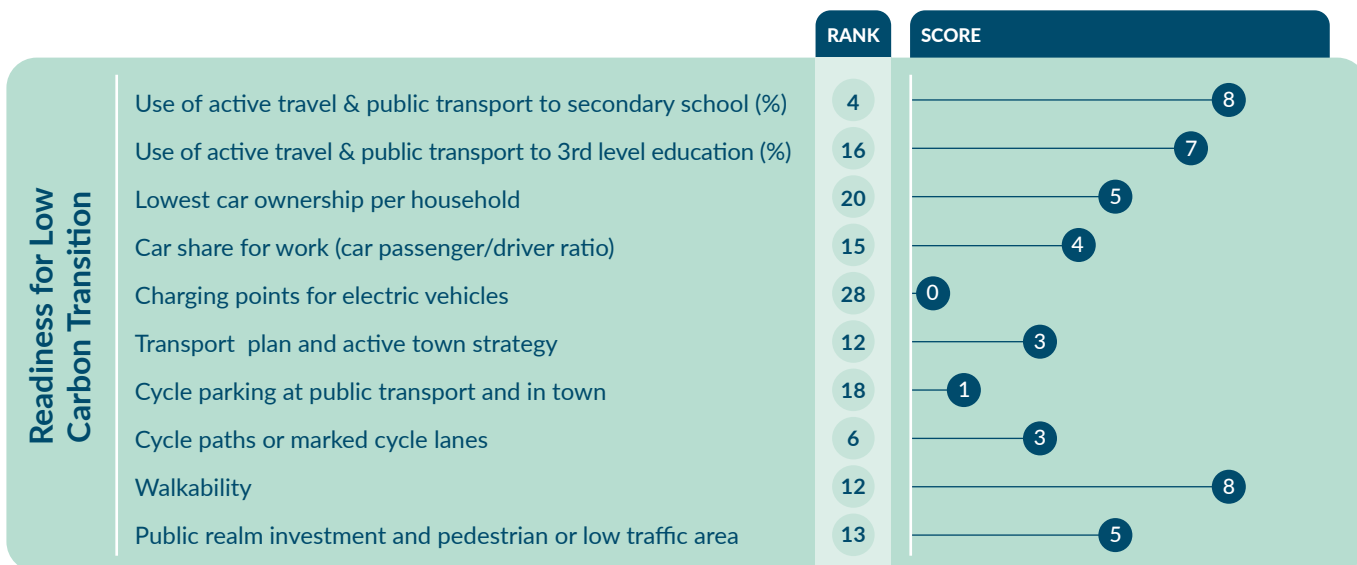 RANK SCORE
Readiness for Low
Carbon Transition
Use of active travel & public transport to secondary school (%) 4 8
Use of active travel & public transport to 3rd level education (%) 16 7
Lowest car ownership per household 20 5
Car share for work (car passenger/driver ratio) 15 4
Charging points for electric vehicles 28 0
Transport plan and active town strategy 12 3
Cycle parking at public transport and in town 18 1
Cycle paths or marked cycle lanes 6 3
Walkability 12 8
Public realm investment and pedestrian or low traffic area 13 5